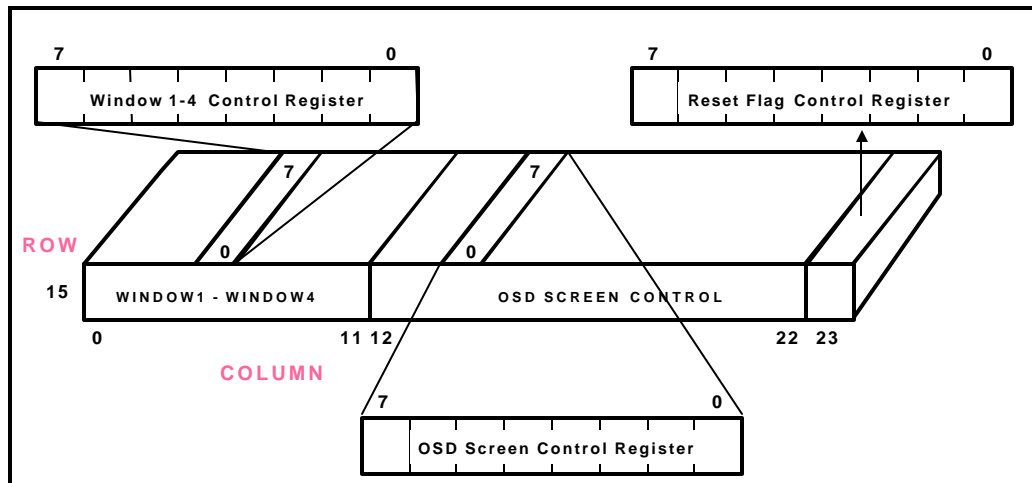 7 0
Window 1-4 Control Register
7 0
Reset Flag Control Register
7
0
7
0
ROW
15
WINDOW1 - WINDOW4
OSD SCREEN CONTROL
0
11 12
22 23
COLUMN
7 0
OSD Screen Control Register